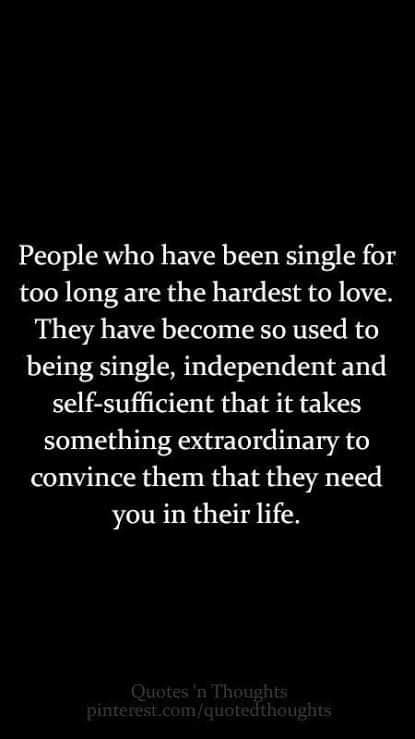 People who have been single for
too long are the hardest to love.
They have become so used to
being single, independent and
self-sufficient that it takes
something extraordinary to
convince them that they need
you in their life.
Quotes 'n Thoughts
pinterest.com/quotedthoughts